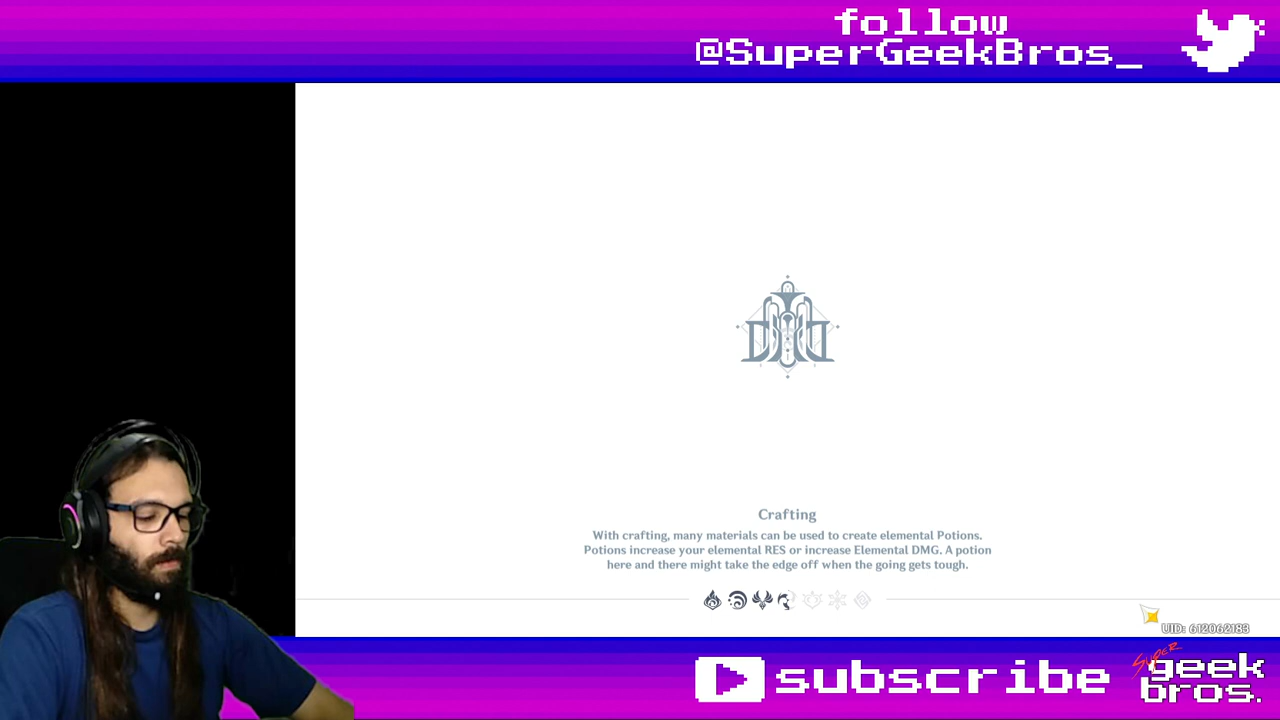 follow
@SuperGeekBros_
Crafting
With crafting, many materials can be used to create elemental Potions.
Potions increase your elemental RES or increase Elemental DMG. A potion
here and there might take the edge off when the going gets tough.
UID: 612062183
subscribe
SUPER
geek
bros.